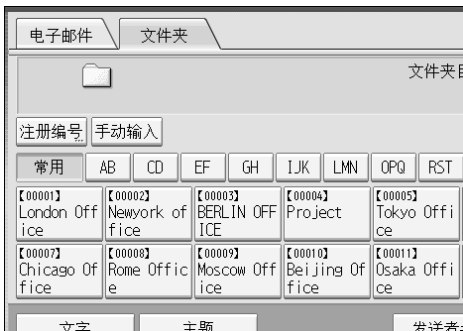 电子邮件 文件夹
文件夹目
注册编号 手动输入
常用 AB CD EF GH IJK LMN OPQ RST
【00001】 【00002】 【00003】 【00004】 【00005】
London Off Newyork of BERLIN OFF Project Tokyo Offi
ice ffice ICE ce
【00007】 【00008】 【00009】 【00010】 【00011】
Chicago Of Rome Offic Moscow Off Beijing Of Osaka Offi
fice e ice fice ce
文字 主题 发送者